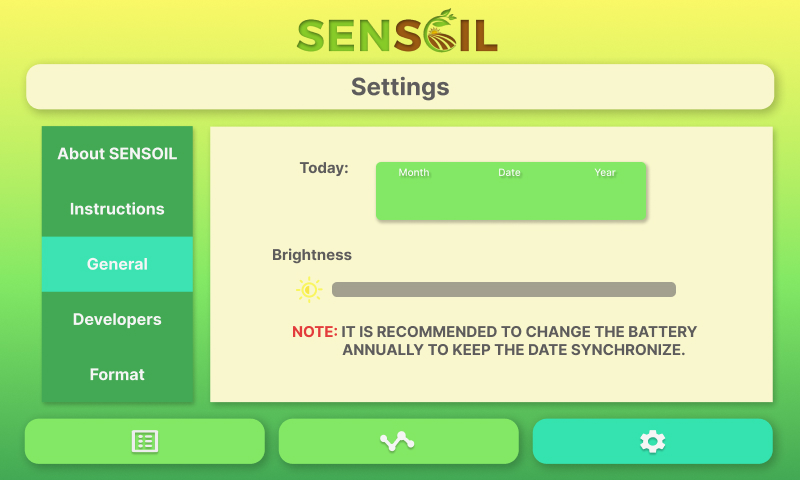 SENSOIL
Settings
About SENSOIL
Instructions
General
Developers
Format
Today:
Month Date Year
Brightness
NOTE: IT IS RECOMMENDED TO CHANGE THE BATTERY
ANNUALLY TO KEEP THE DATE SYNCHRONIZE.